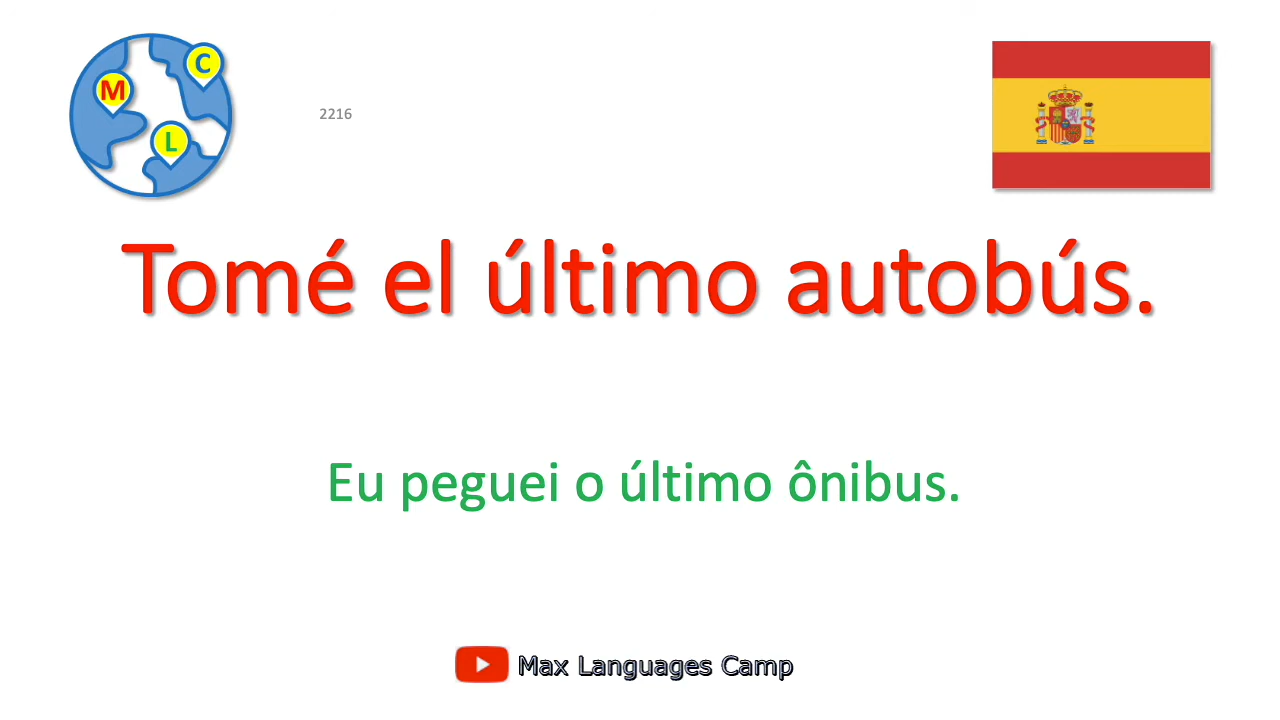 C
M
L
2216
Tomé el último autobús.
Eu peguei o último ônibus.
Max Languages Camp